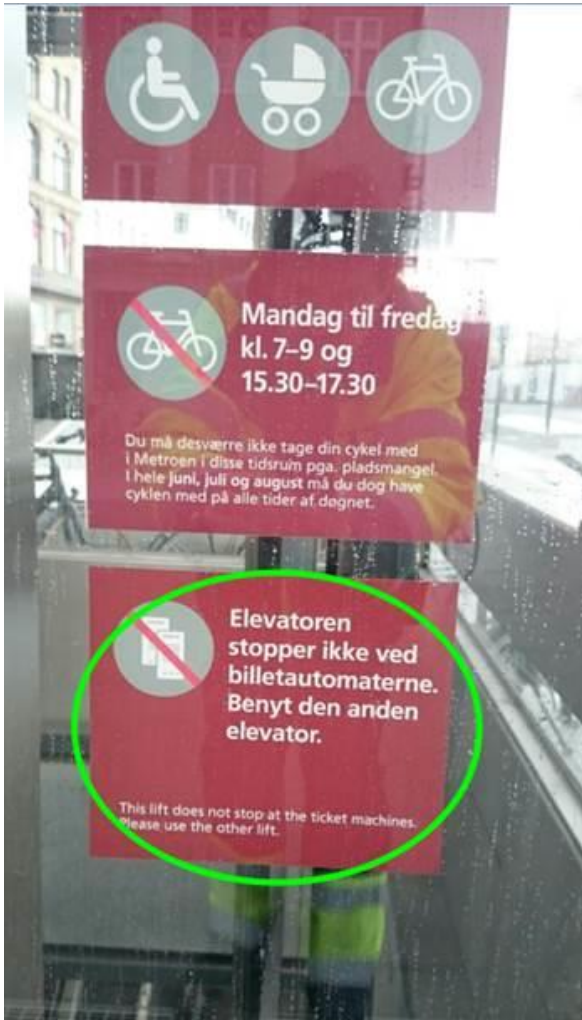 Mandag til fredag
kl. 7–9 og
15.30–17.30
Du må desværre ikke tage din cykel med
i Metroen i disse tidsrum pga. pladsmangel.
I hele juni, juli og august må du dog have
cyklen med på alle tider af døgnet.
Elevatoren
stopper ikke ved
billetautomaterne.
Benyt den anden
elevator.
This lift does not stop at the ticket machines.
Please use the other lift.